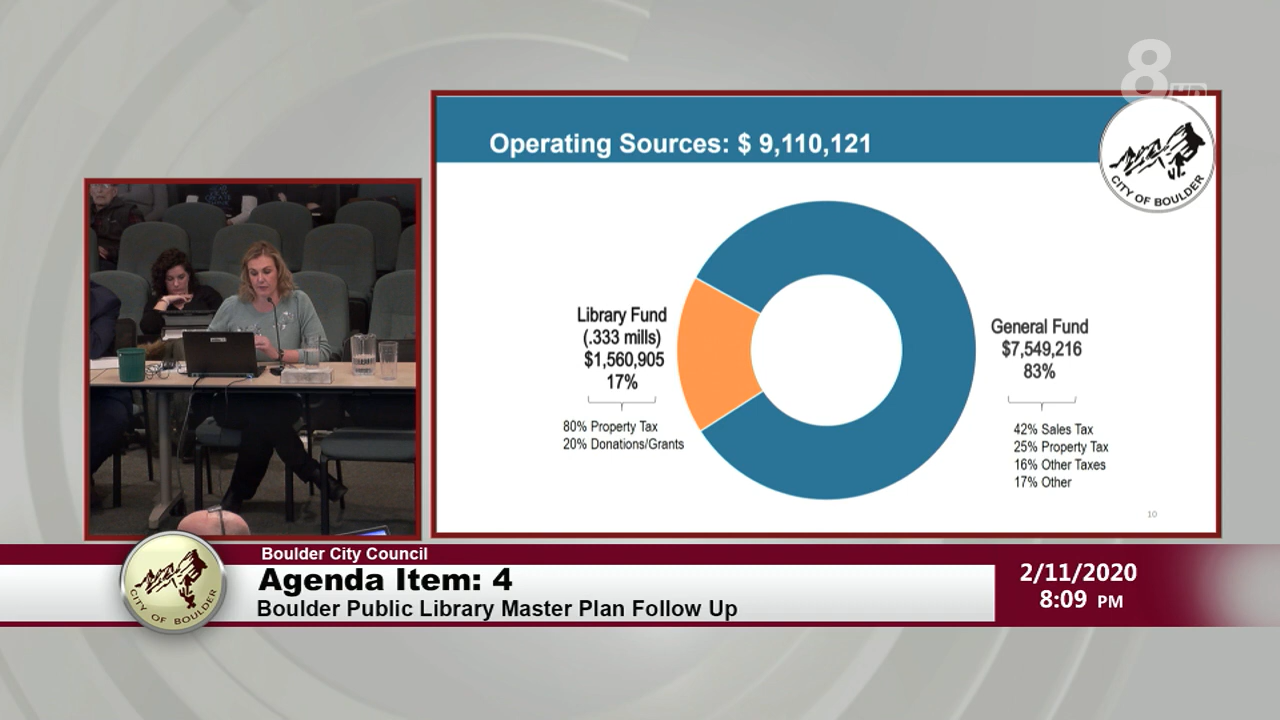 8
HD
Operating Sources: $ 9,110,121
CITY OF BOULDER
Library Fund
(.333 mills)
$1,560,905
17%
80% Property Tax
20% Donations/Grants
General Fund
$7,549,216
83%
42% Sales Tax
25% Property Tax
16% Other Taxes
17% Other
10
Boulder City Council
Agenda Item: 4
Boulder Public Library Master Plan Follow Up
CITY OF BOULDER
2/11/2020
8:09 PM